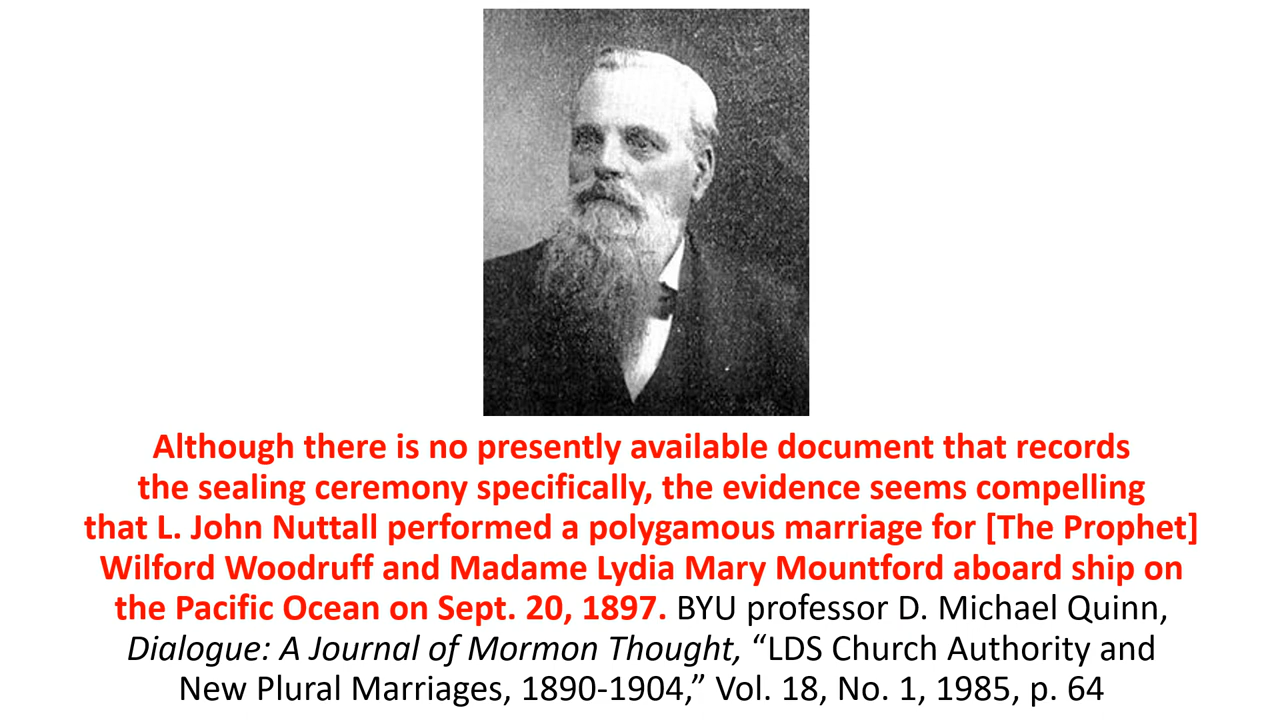 Although there is no presently available document that records
the sealing ceremony specifically, the evidence seems compelling
that L. John Nuttall performed a polygamous marriage for [The Prophet]
Wilford Woodruff and Madame Lydia Mary Mountford aboard ship on
the Pacific Ocean on Sept. 20, 1897. BYU professor D. Michael Quinn,
Dialogue: A Journal of Mormon Thought, “LDS Church Authority and
New Plural Marriages, 1890-1904,” Vol. 18, No. 1, 1985, p. 64